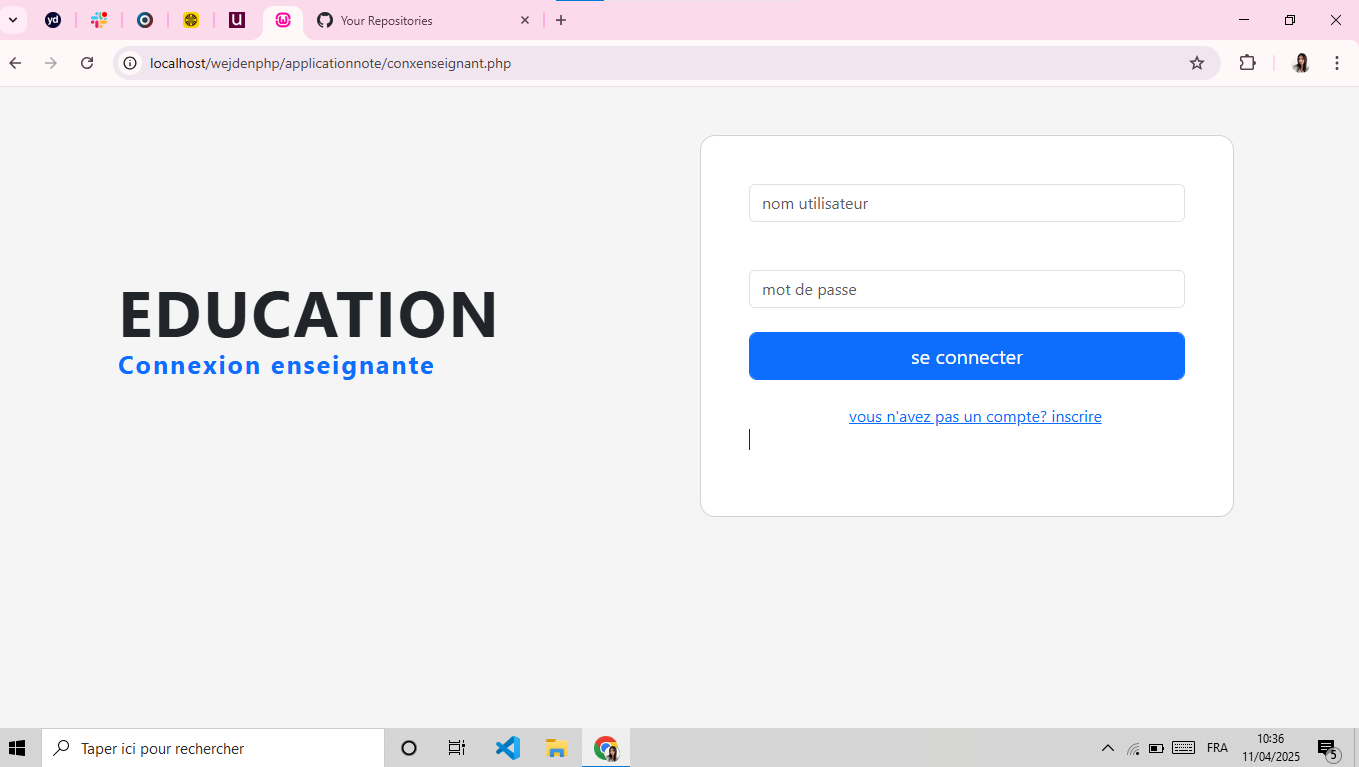 yd
U
Your Repositories
localhost/wejdenphp/applicationnote/conxenseignant.php
nom utilisateur
mot de passe
EDUCATION
Connexion enseignante
se connecter
vous n'avez pas un compte? inscrire
Taper ici pour rechercher
FRA
10:36
11/04/2025
5